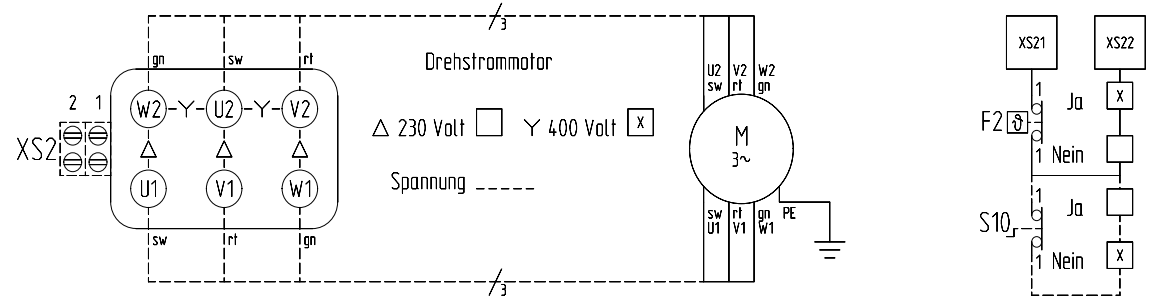 3
gn sw rt
W2 U2 V2
2 1
XS2
U1 V1 W1
sw rt gn
Drehstrommotor
△ 230 Volt Y 400 Volt X
Spannung
3
U2 V2 W2
sw rt gn
M
3~
sw rt gn PE
U1 V1 W1
XS21 XS22
1 Ja X
F2 ϑ
1 Nein
1 Ja
S10
1 Nein X